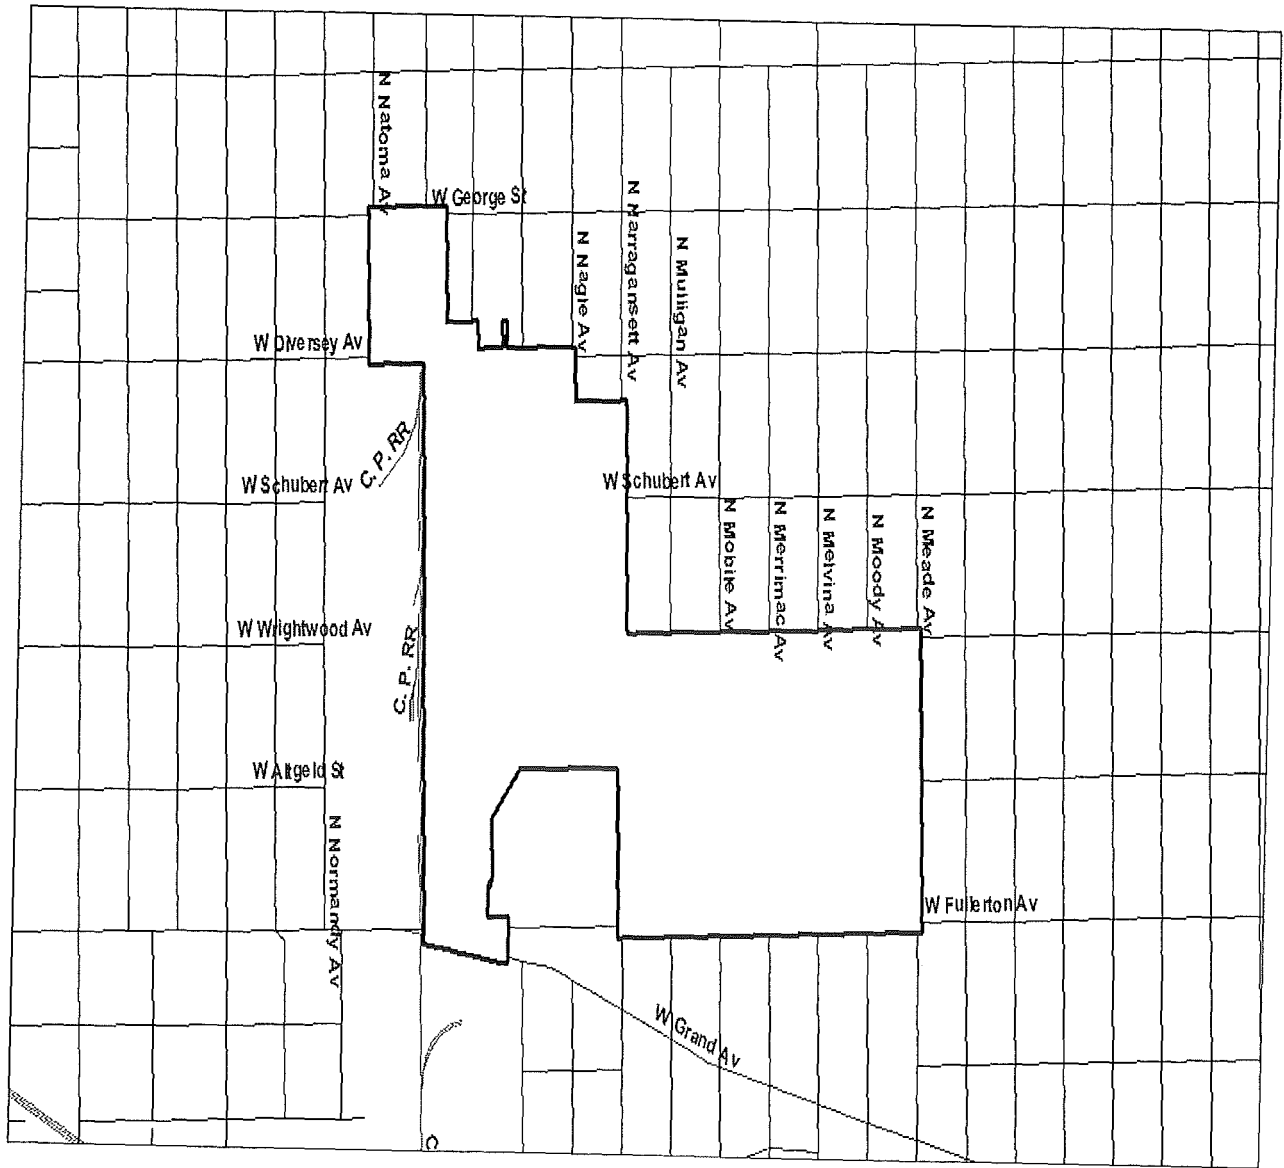 N Natoma Av
W George St
N Narragansett Av
N Nagle Av
N Mulligan Av
W Diversey Av
C. P. RR
W Schubert Av
W Schubert Av
N Mobile Av
N Merrimac Av
N Melvina Av
N Moody Av
N Meade Av
W Wrightwood Av
C. P. RR
W Altgeld St
N Normandy Av
W Fullerton Av
W Grand Av
C